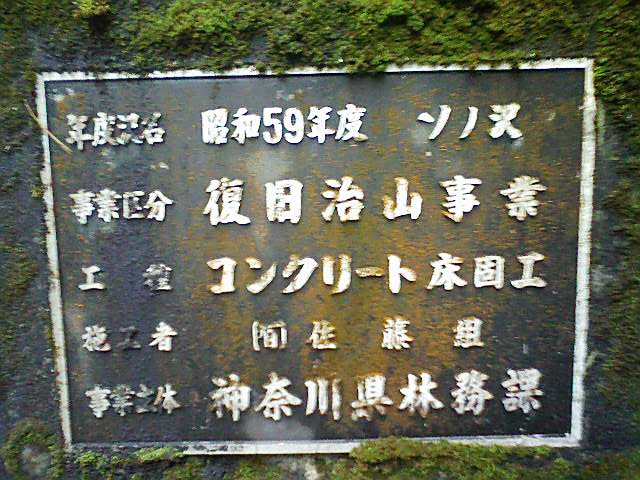 年度沢名 昭和59年度 ソノ沢
事業区分 復旧治山事業
工種 コンクリート床固工
施工者 (有)佐藤組
事業主体 神奈川県林務課